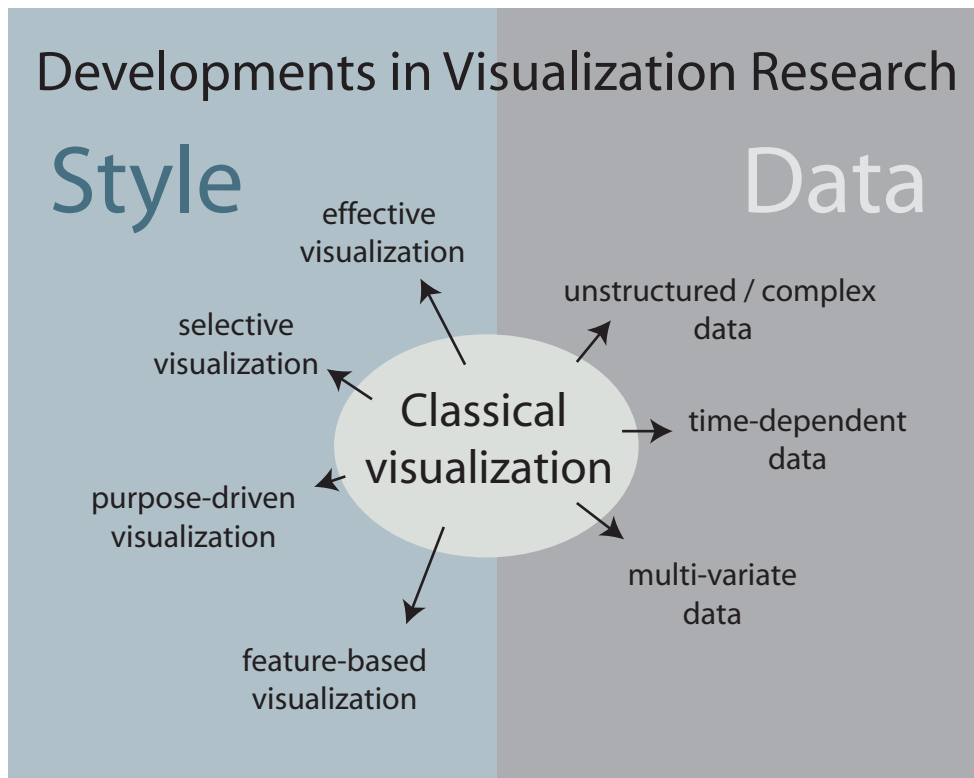 Developments in Visualization Research
Style
Data
effective
visualization
selective
visualization
purpose-driven
visualization
feature-based
visualization
Classical
visualization
unstructured / complex
data
time-dependent
data
multi-variate
data